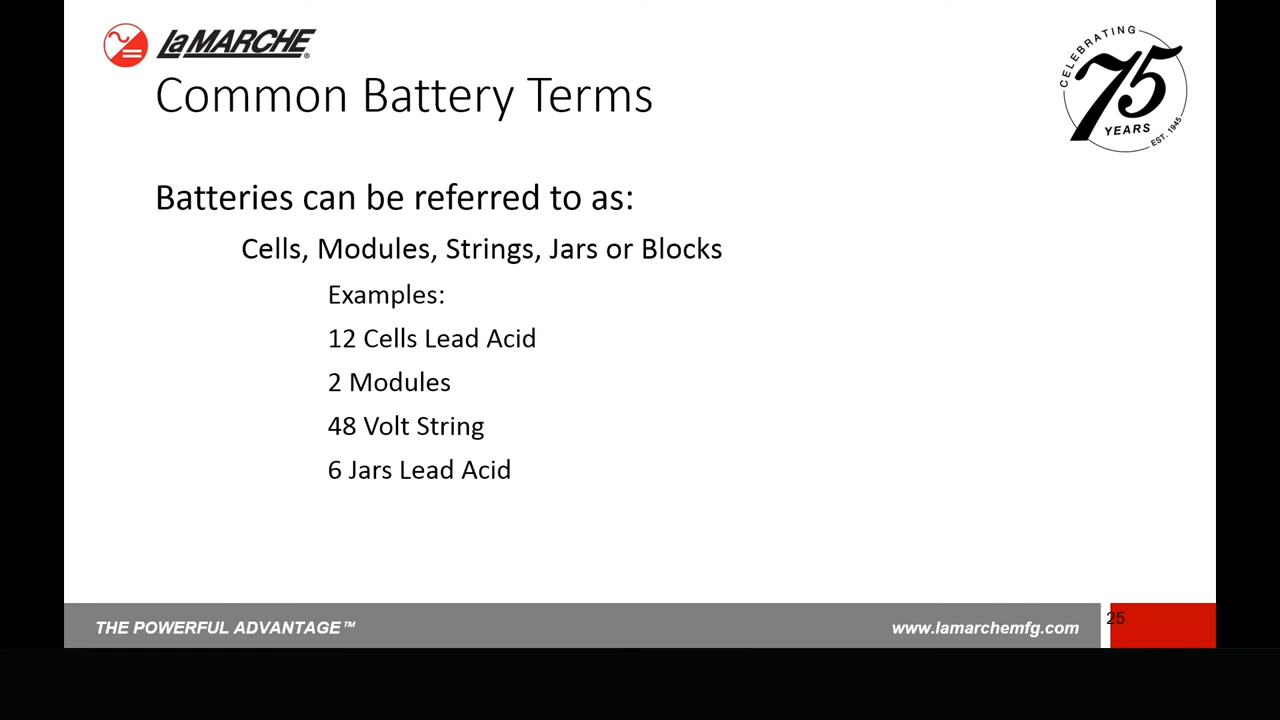 LaMARCHE®
CELEBRATING
75
YEARS
EST. 1945
Common Battery Terms
Batteries can be referred to as:
Cells, Modules, Strings, Jars or Blocks
Examples:
12 Cells Lead Acid
2 Modules
48 Volt String
6 Jars Lead Acid
THE POWERFUL ADVANTAGE™
www.lamarchemfg.com
25